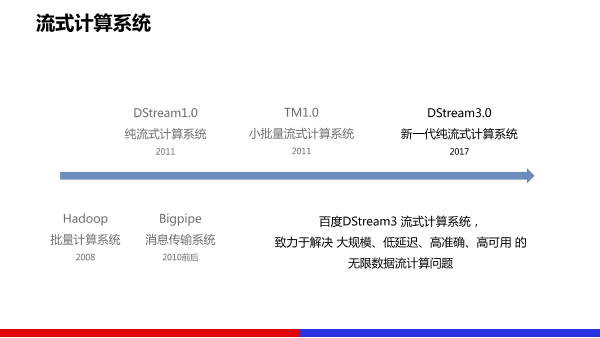 流式计算系统
DStream1.0
纯流式计算系统
2011
TM1.0
小批量流式计算系统
2011
DStream3.0
新一代纯流式计算系统
2017
Hadoop
批量计算系统
2008
Bigpipe
消息传输系统
2010前后
百度DStream3 流式计算系统，
致力于解决 大规模、低延迟、高准确、高可用 的
无限数据流计算问题